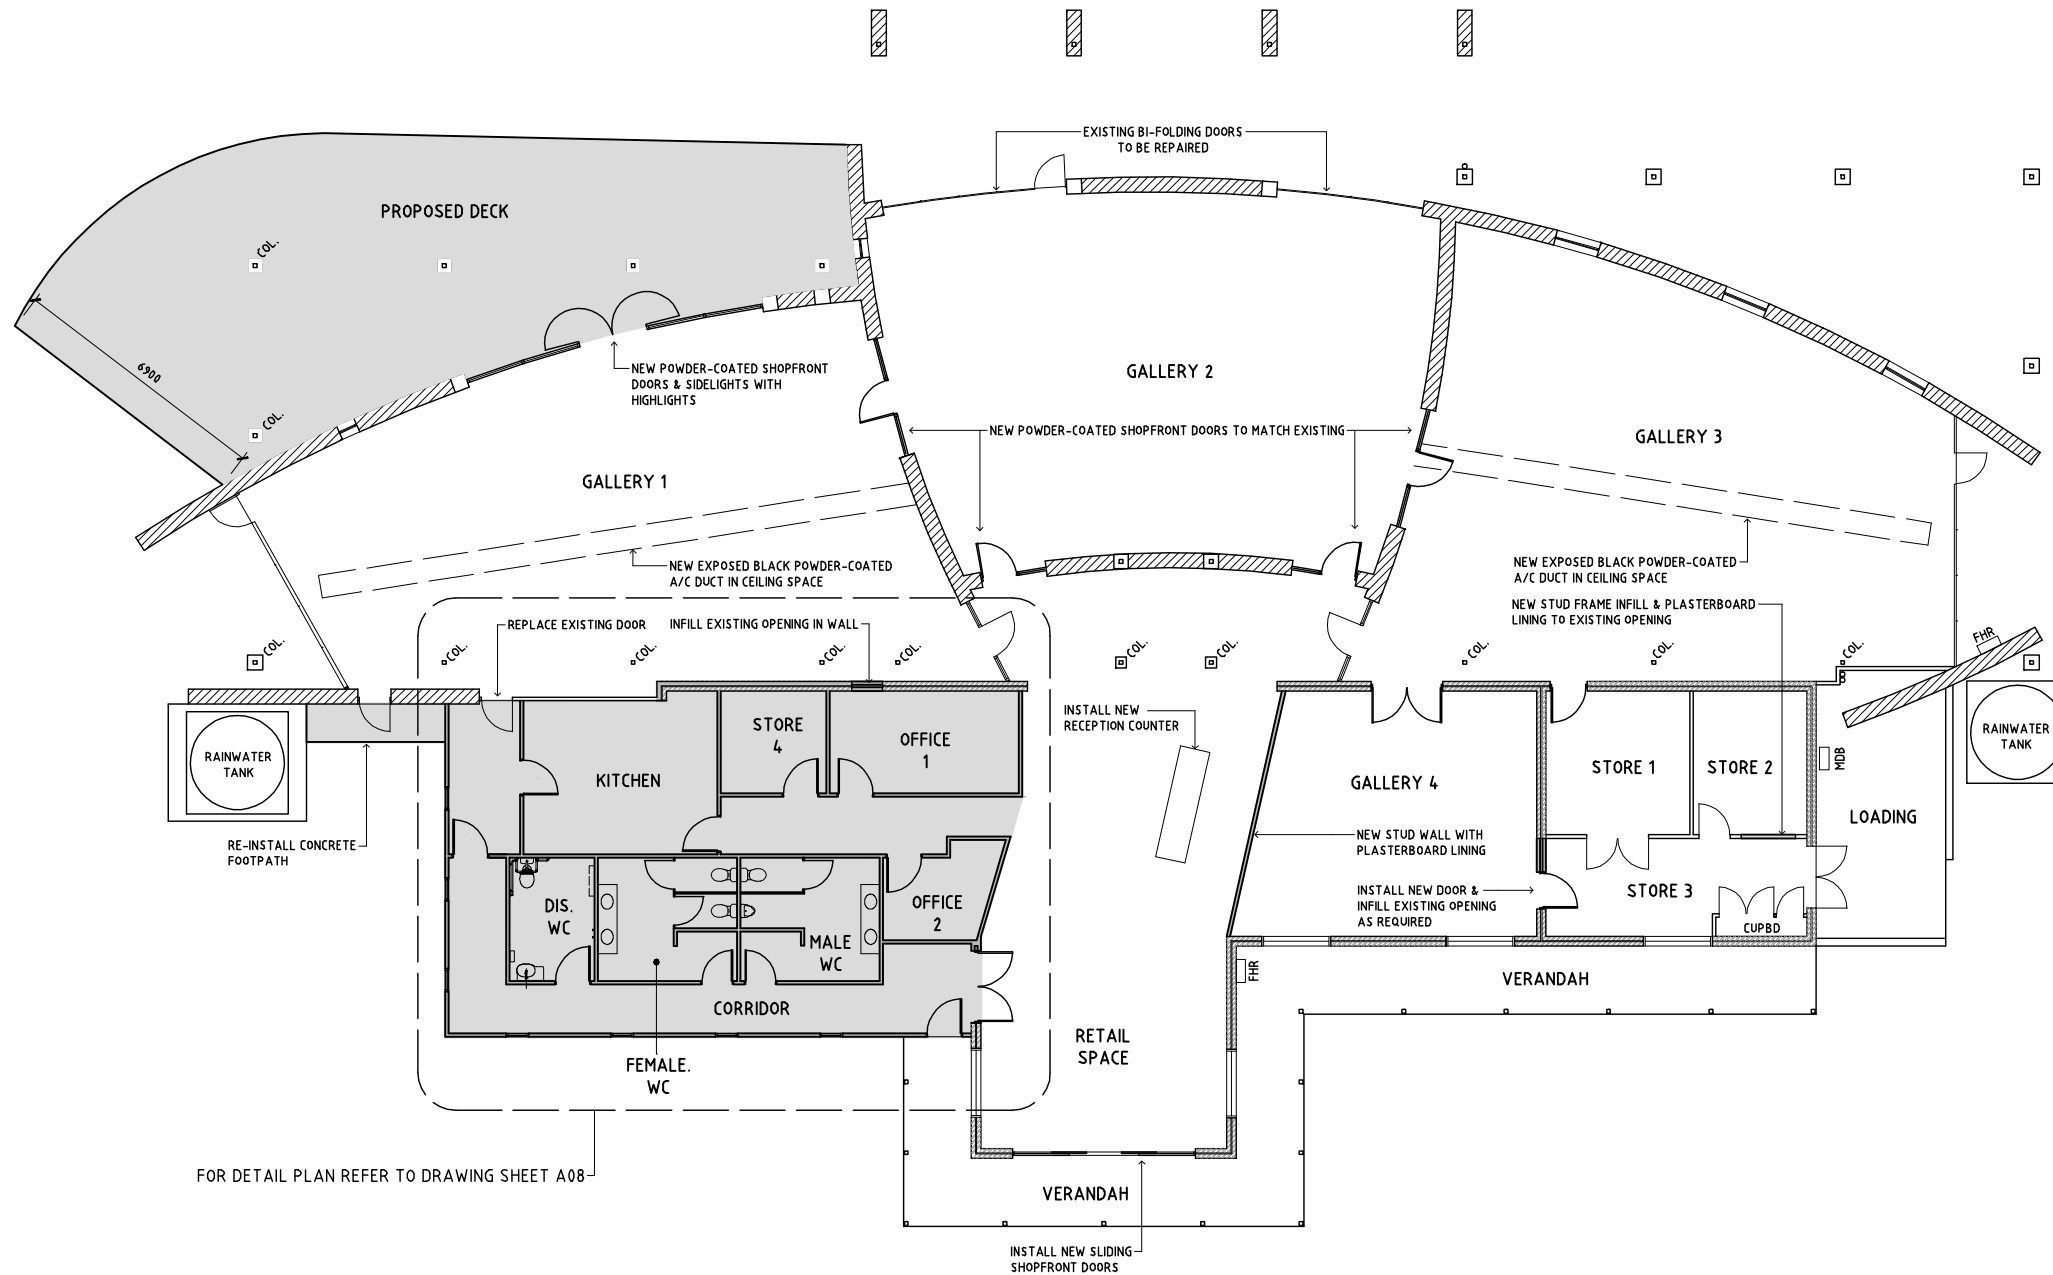 EXISTING BI-FOLDING DOORS
TO BE REPAIRED
PROPOSED DECK
COL.
6900
COL.
NEW POWDER-COATED SHOPFRONT
DOORS & SIDELIGHTS WITH
HIGHLIGHTS
GALLERY 2
NEW POWDER-COATED SHOPFRONT DOORS TO MATCH EXISTING
GALLERY 3
GALLERY 1
NEW EXPOSED BLACK POWDER-COATED
A/C DUCT IN CEILING SPACE
NEW EXPOSED BLACK POWDER-COATED
A/C DUCT IN CEILING SPACE
NEW STUD FRAME INFILL & PLASTERBOARD
LINING TO EXISTING OPENING
REPLACE EXISTING DOOR
INFILL EXISTING OPENING IN WALL
FHR
COL.
COL.
COL.
COL.
COL.
COL.
COL.
COL.
COL.
COL.
RAINWATER
TANK
STORE
4
OFFICE
1
INSTALL NEW
RECEPTION COUNTER
KITCHEN
GALLERY 4
STORE 1
STORE 2
MDB
RAINWATER
TANK
LOADING
RE-INSTALL CONCRETE
FOOTPATH
NEW STUD WALL WITH
PLASTERBOARD LINING
INSTALL NEW DOOR &
INFILL EXISTING OPENING
AS REQUIRED
STORE 3
CUPBD
DIS.
WC
OFFICE
2
MALE
WC
FHR
VERANDAH
CORRIDOR
RETAIL
SPACE
FEMALE.
WC
FOR DETAIL PLAN REFER TO DRAWING SHEET A08
VERANDAH
INSTALL NEW SLIDING
SHOPFRONT DOORS